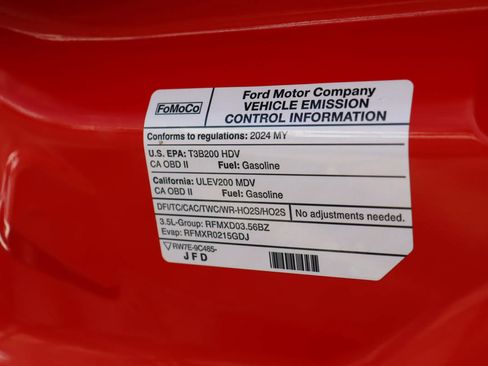 FoMoCo
Ford Motor Company
VEHICLE EMISSION
CONTROL INFORMATION
Conforms to regulations: 2024 MY
U.S. EPA: T3B200 HDV
CA OBD II Fuel: Gasoline
California: ULEV200 MDV
CA OBD II Fuel: Gasoline
DFI/TC/CAC/TWC/WR-HO2S/HO2S
No adjustments needed.
3.5L-Group: RFMXD03.56BZ
Evap: RFMXR0215GDJ
RW7E-9C485-
JFD